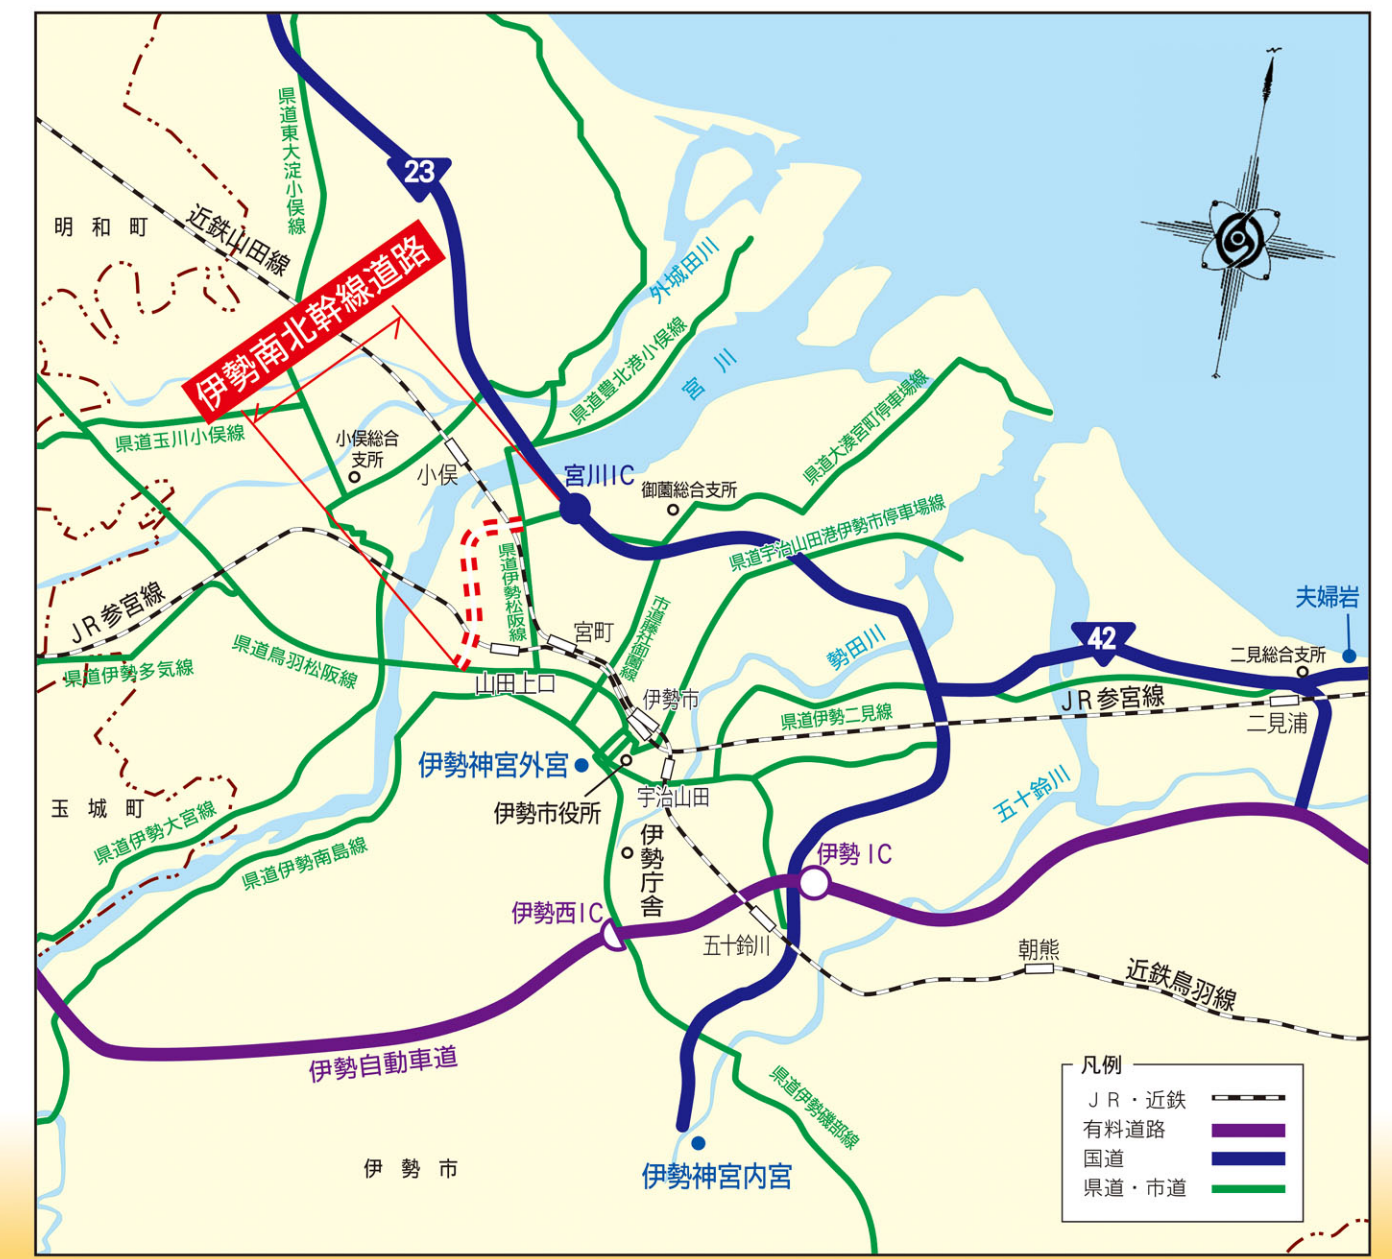 県道東大淀小俣線
23
明和町
近鉄山田線
伊勢南北幹線道路
外城田川
県道豊北港小俣線
宮川
県道玉川小俣線
小俣総合
支所
小俣
宮川IC
御薗総合支所
県道大湊宮町停車場線
県道宇治山田港伊勢市停車場線
県道伊勢松阪線
JR参宮線
宮町
市道藤社御薗線
勢田川
夫婦岩
42
二見総合支所
県道伊勢多気線
県道鳥羽松阪線
山田上口
伊勢市
県道伊勢二見線
JR参宮線
二見浦
伊勢神宮外宮
伊勢市役所
宇治山田
五十鈴川
玉城町
県道伊勢大宮線
県道伊勢南島線
伊勢庁舎
伊勢IC
伊勢西IC
五十鈴川
朝熊
近鉄鳥羽線
伊勢自動車道
県道伊勢磯部線
伊勢市
伊勢神宮内宮
凡例
JR・近鉄
有料道路
国道
県道・市道